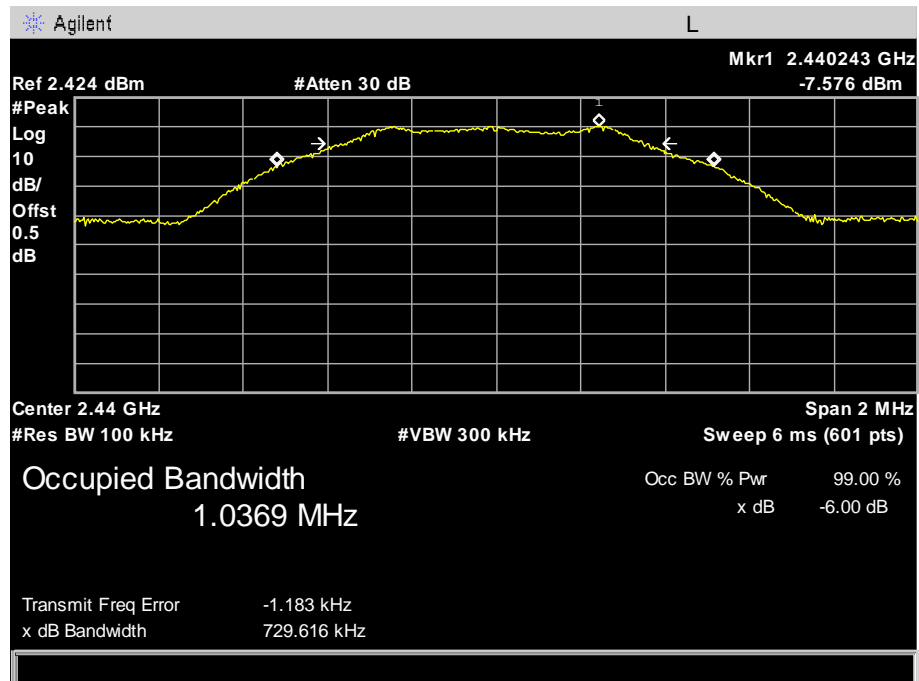 Agilent L
Mkr1 2.440243 GHz
Ref 2.424 dBm #Atten 30 dB -7.576 dBm
#Peak
Log
10
dB/
Offst
0.5
dB
1
Center 2.44 GHz Span 2 MHz
#Res BW 100 kHz #VBW 300 kHz Sweep 6 ms (601 pts)
Occupied Bandwidth Occ BW % Pwr 99.00 %
1.0369 MHz x dB -6.00 dB
Transmit Freq Error -1.183 kHz
x dB Bandwidth 729.616 kHz